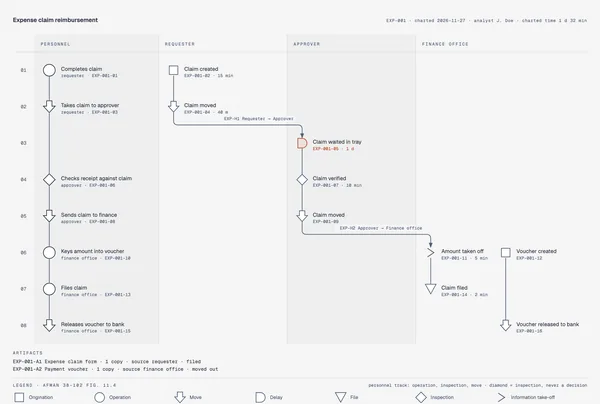 Expense claim reimbursement
EXP-001 · charted 2026-11-27 · analyst J. Doe · charted time 1 d 32 min
PERSONNEL REQUESTER APPROVER FINANCE OFFICE
01 Completes claim Claim created
requester · EXP-001-01 EXP-001-02 · 15 min
02 Takes claim to approver Claim moved
requester · EXP-001-03 EXP-001-04 · 40 m
EXP-H1 Requester → Approver
03 Claim waited in tray
EXP-001-05 · 1 d
04 Checks receipt against claim Claim verified
approver · EXP-001-06 EXP-001-07 · 10 min
05 Sends claim to finance Claim moved
approver · EXP-001-08 EXP-001-09
EXP-H2 Approver → Finance office
06 Keys amount into voucher Amount taken off Voucher created
finance office · EXP-001-10 EXP-001-11 · 5 min EXP-001-12
07 Files claim Claim filed
finance office · EXP-001-13 EXP-001-14 · 2 min
08 Releases voucher to bank Voucher released to bank
finance office · EXP-001-15 EXP-001-16
ARTIFACTS
EXP-001-A1 Expense claim form · 1 copy · source requester · filed
EXP-001-A2 Payment voucher · 1 copy · source finance office · moved out
LEGEND · ATMAN 38-102 FIG. 11.4 personnel track: operation, inspection, move · diamond = inspection, never a decision
Origination Operation Move Delay File Inspection Information take-off